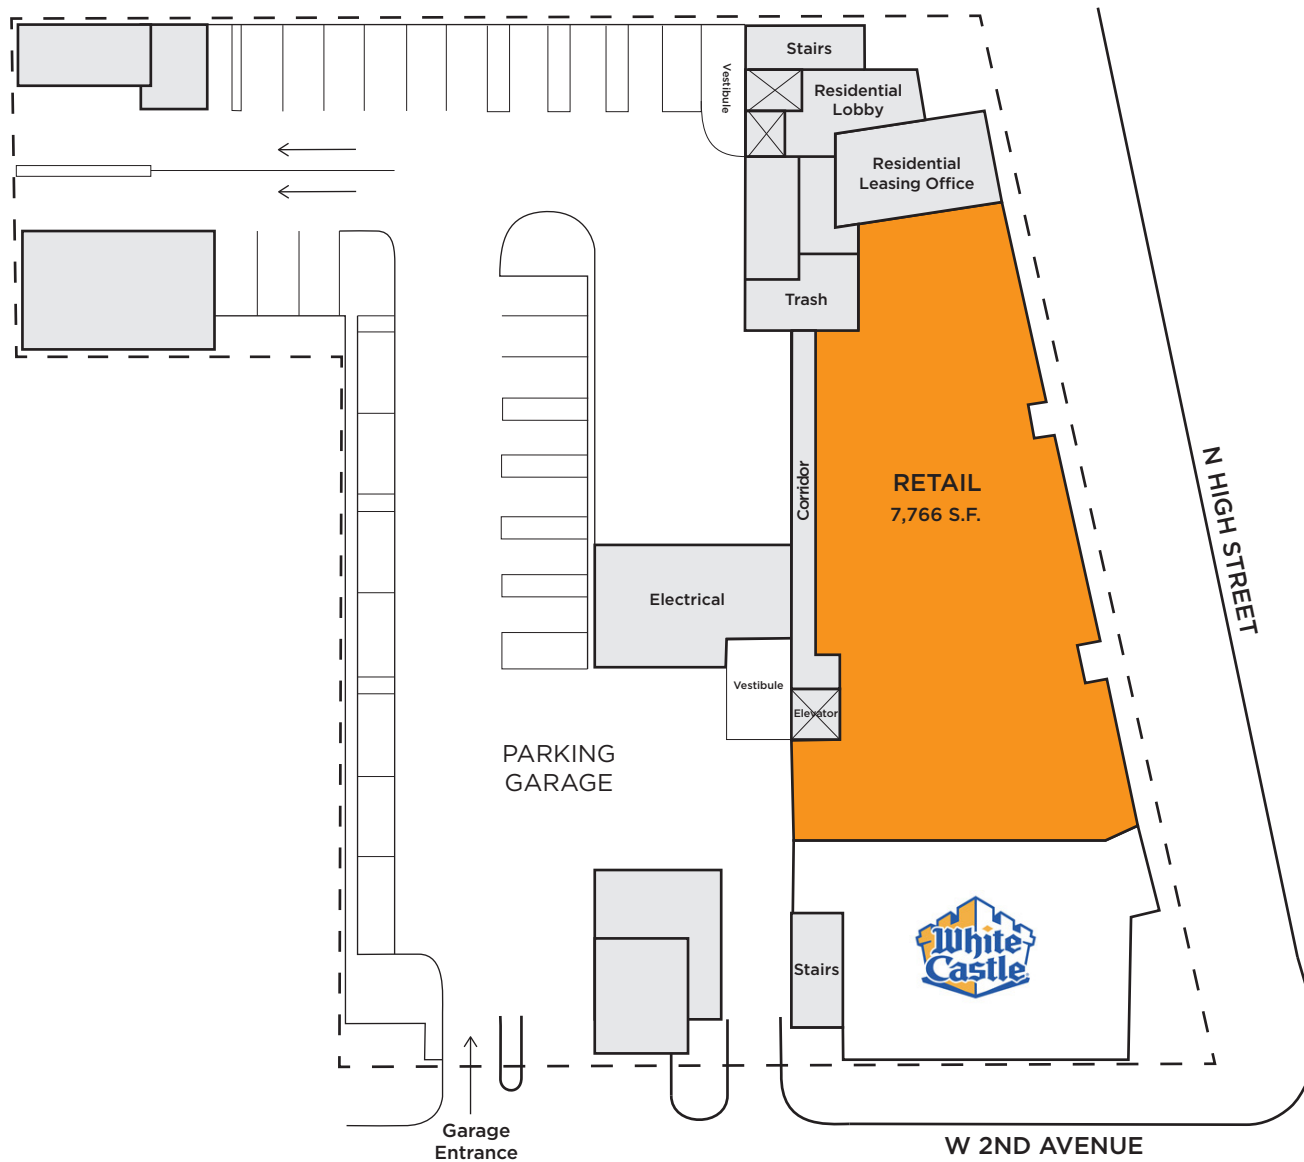 Stairs
Vestibule
Residential
Lobby
Residential
Leasing Office
Trash
Corridor
RETAIL
7,766 S.F.
N HIGH STREET
Electrical
Vestibule
Elevator
PARKING
GARAGE
White
Castle
Stairs
Garage
Entrance
W 2ND AVENUE